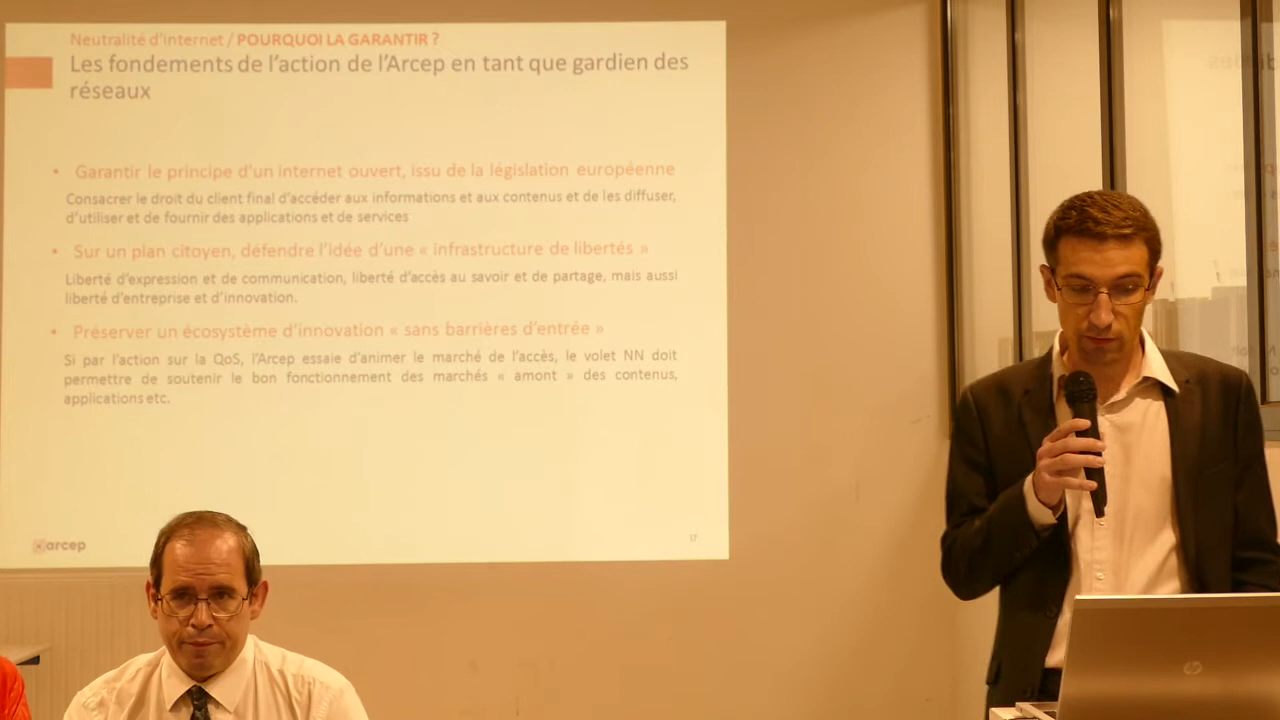 Neutralité d'internet / POURQUOI LA GARANTIR ?
Les fondements de l'action de l'Arcep en tant que gardien des
réseaux
• Garantir le principe d'un internet ouvert, issu de la législation européenne
Consacrer le droit du client final d'accéder aux informations et aux contenus et de les diffuser,
d'utiliser et de fournir des applications et de services
• Sur un plan citoyen, défendre l'idée d'une « infrastructure de libertés »
Liberté d'expression et de communication, liberté d'accès au savoir et de partage, mais aussi
liberté d'entreprise et d'innovation.
• Préserver un écosystème d'innovation « sans barrières d'entrée »
Si par l'action sur la QoS, l'Arcep essaie d'animer le marché de l'accès, le volet NN doit
permettre de soutenir le bon fonctionnement des marchés « amont » des contenus,
applications etc.
arcep
17
hp